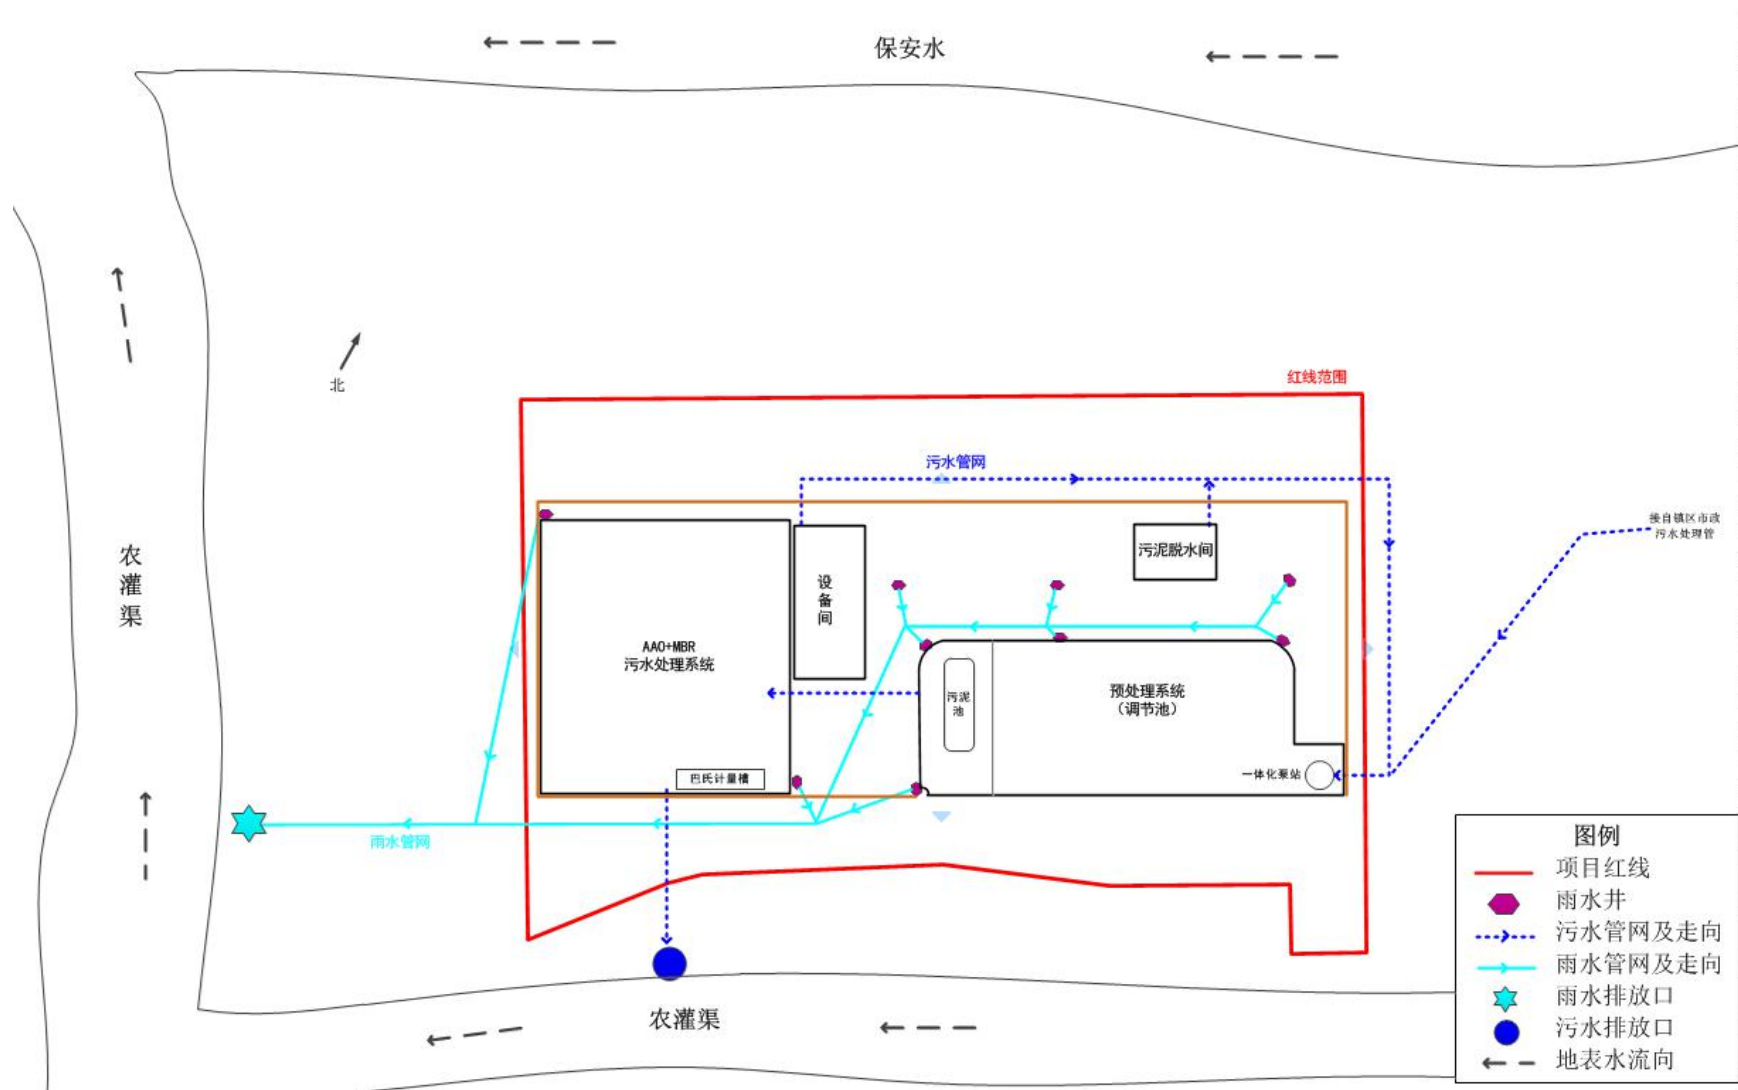 保安水
北
红线范围
污水管网
接自镇区市政
污水处理管
农灌渠
设备间
污泥脱水间
AAO+MBR
污水处理系统
污泥
池
预处理系统
（调节池）
巴氏计量槽
一体化泵站
雨水管网
农灌渠
图例
项目红线
雨水井
污水管网及走向
雨水管网及走向
雨水排放口
污水排放口
地表水流向